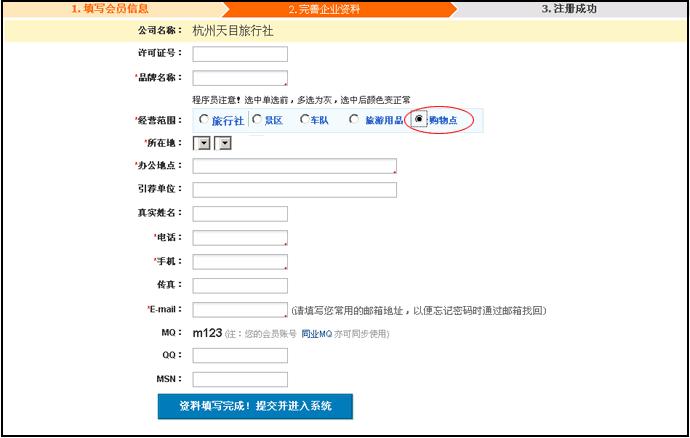 1. 填写会员信息 2. 完善企业资料 3. 注册成功
公司名称： 杭州天目旅行社
许可证号：
*品牌名称：
程序员注意！选中单选前，多选为灰，选中后颜色变正常
*经营范围： 旅行社 景区 车队 旅游用品 购物点
*所在地：
*办公地点：
引荐单位：
真实姓名：
*电话：
*手机：
传真：
*E-mail： (请填写您常用的邮箱地址，以便忘记密码时通过邮箱找回)
MQ： m123 (注：您的会员账号 同业MQ 亦可同步使用)
QQ：
MSN：
资料填写完成！提交并进入系统